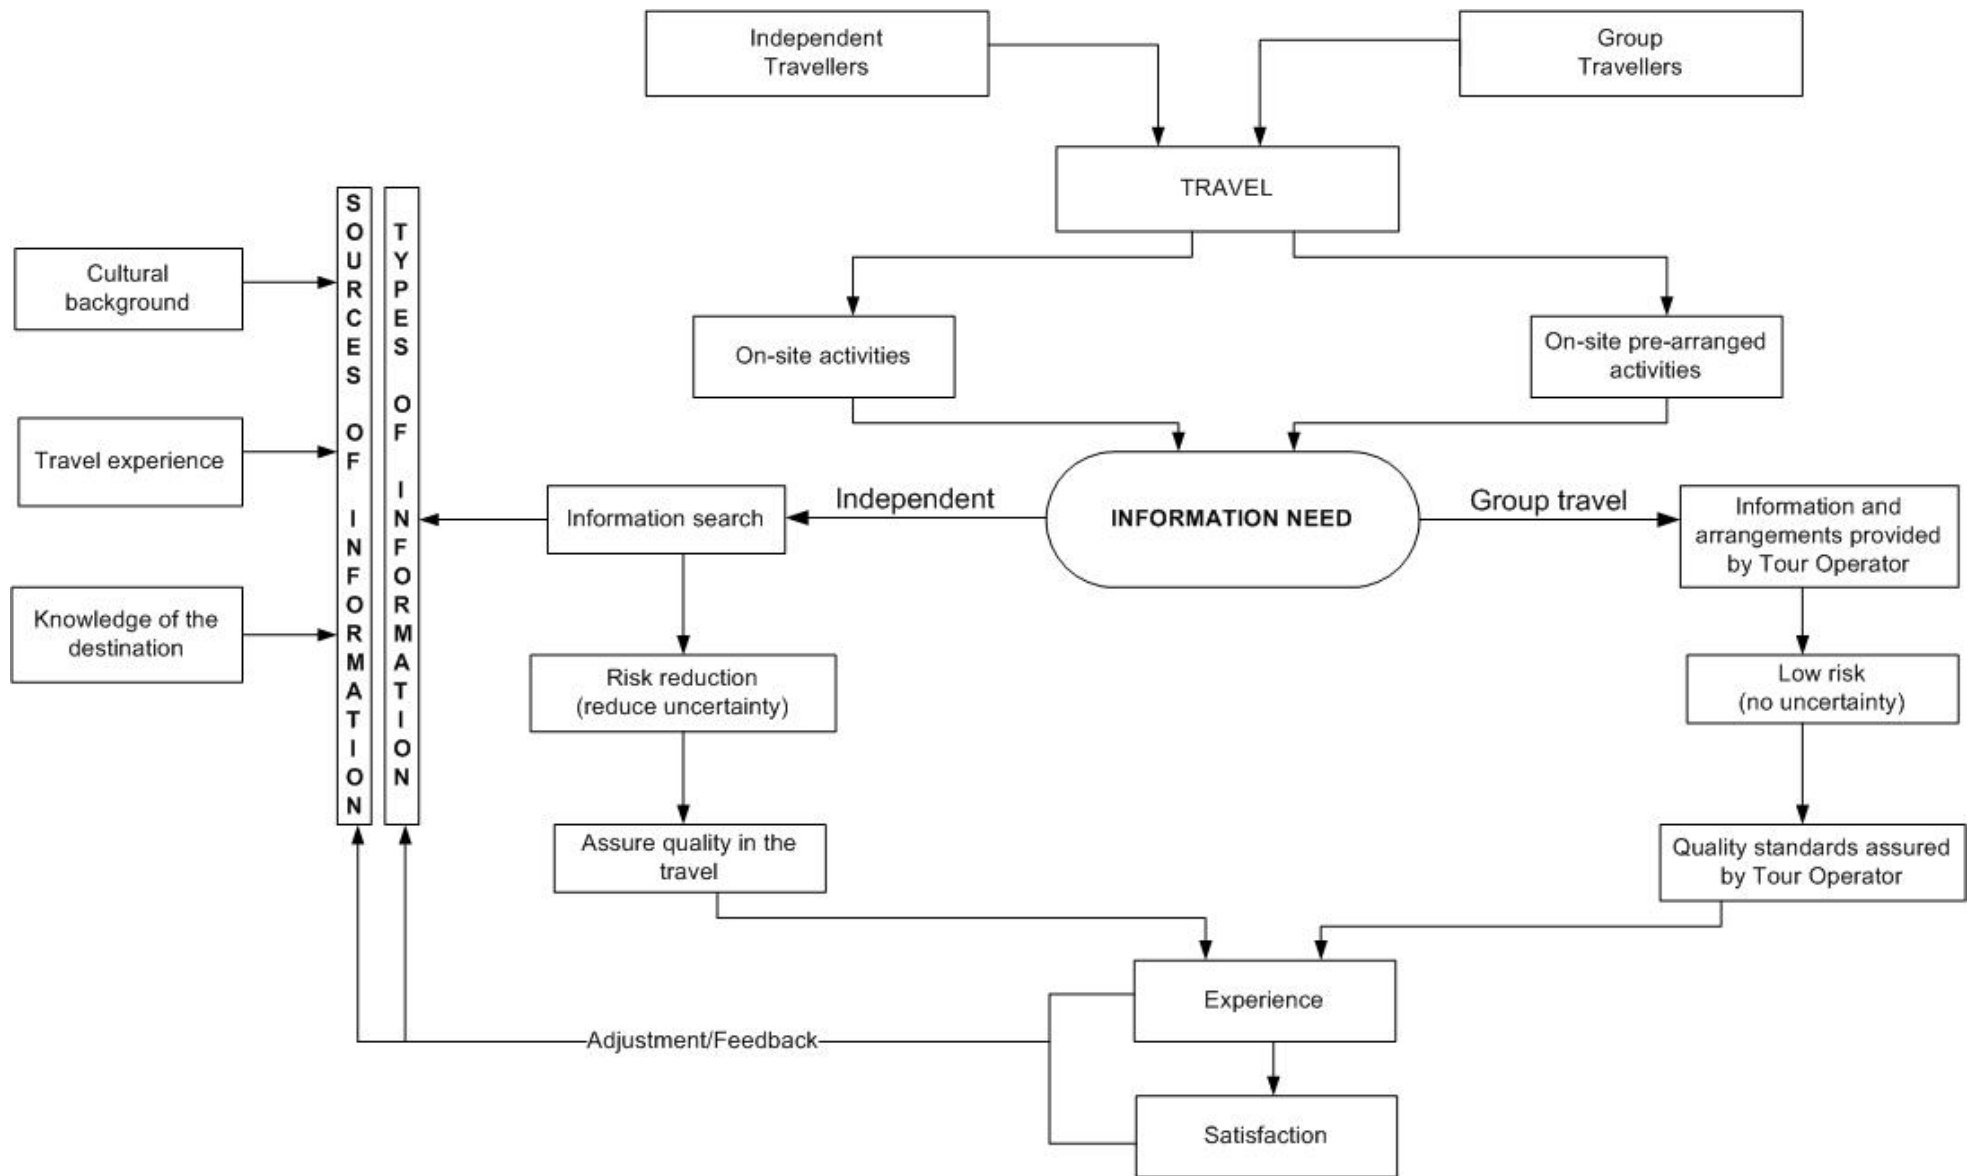 Independent
Travellers
Group
Travellers
TRAVEL
SOURCES OF INFORMATION
TYPES OF INFORMATION
Cultural
background
On-site activities
On-site pre-arranged
activities
Travel experience
Information search
Independent
INFORMATION NEED
Group travel
Information and
arrangements provided
by Tour Operator
Knowledge of the
destination
Risk reduction
(reduce uncertainty)
Low risk
(no uncertainty)
Assure quality in the
travel
Quality standards assured
by Tour Operator
Experience
Adjustment/Feedback
Satisfaction